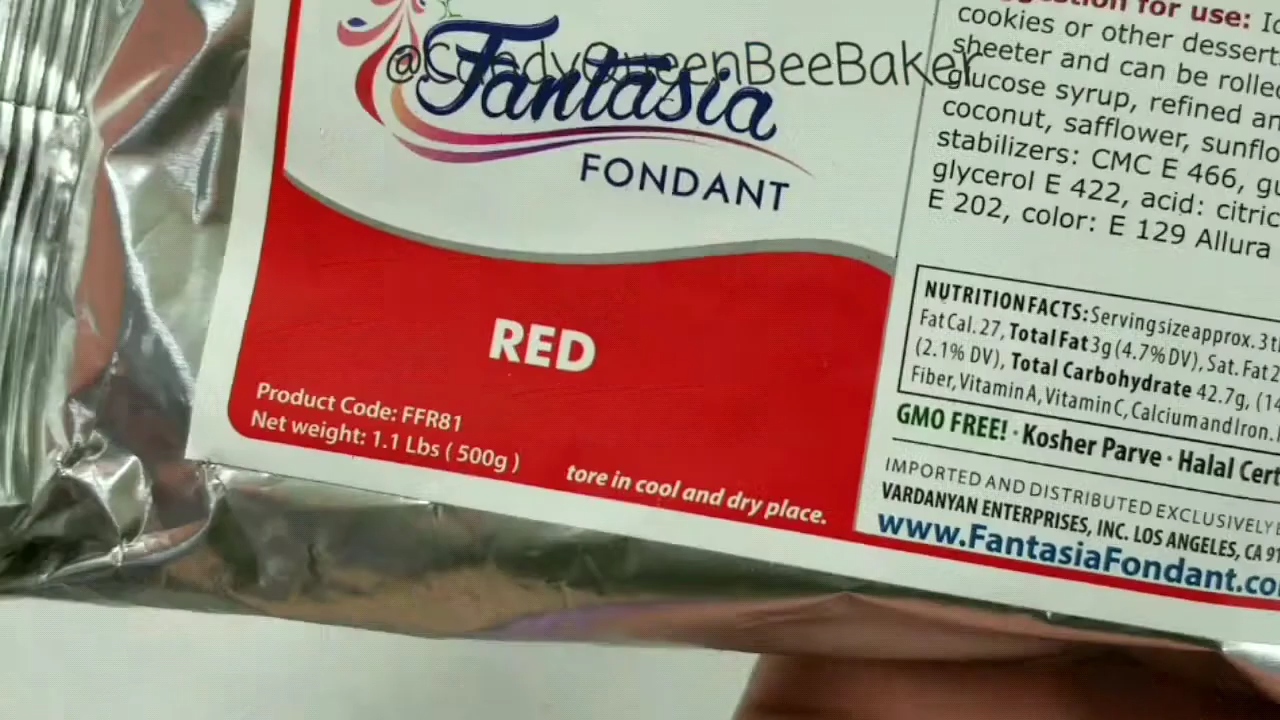 @CandyQueenBeeBaker
Fantasia
FONDANT
RED
Product Code: FFR81
Net weight: 1.1 Lbs ( 500g )
tore in cool and dry place.
for use:
cookies or other dessert
sheeter and can be rolle
glucose syrup, refined an
coconut, safflower, sunflo
stabilizers: CMC E 466, gu
glycerol E 422, acid: citric
E 202, color: E 129 Allura
NUTRITION FACTS: Serving size approx. 3 t
Fat Cal. 27, Total Fat 3g (4.7% DV), Sat. Fat 2
(2.1% DV), Total Carbohydrate 42.7g, (14
Fiber, Vitamin A, Vitamin C, Calcium and Iron.
GMO FREE! · Kosher Parve · Halal Cert
IMPORTED AND DISTRIBUTED EXCLUSIVELY
VARDANYAN ENTERPRISES, INC. LOS ANGELES, CA 91
www.FantasiaFondant.co